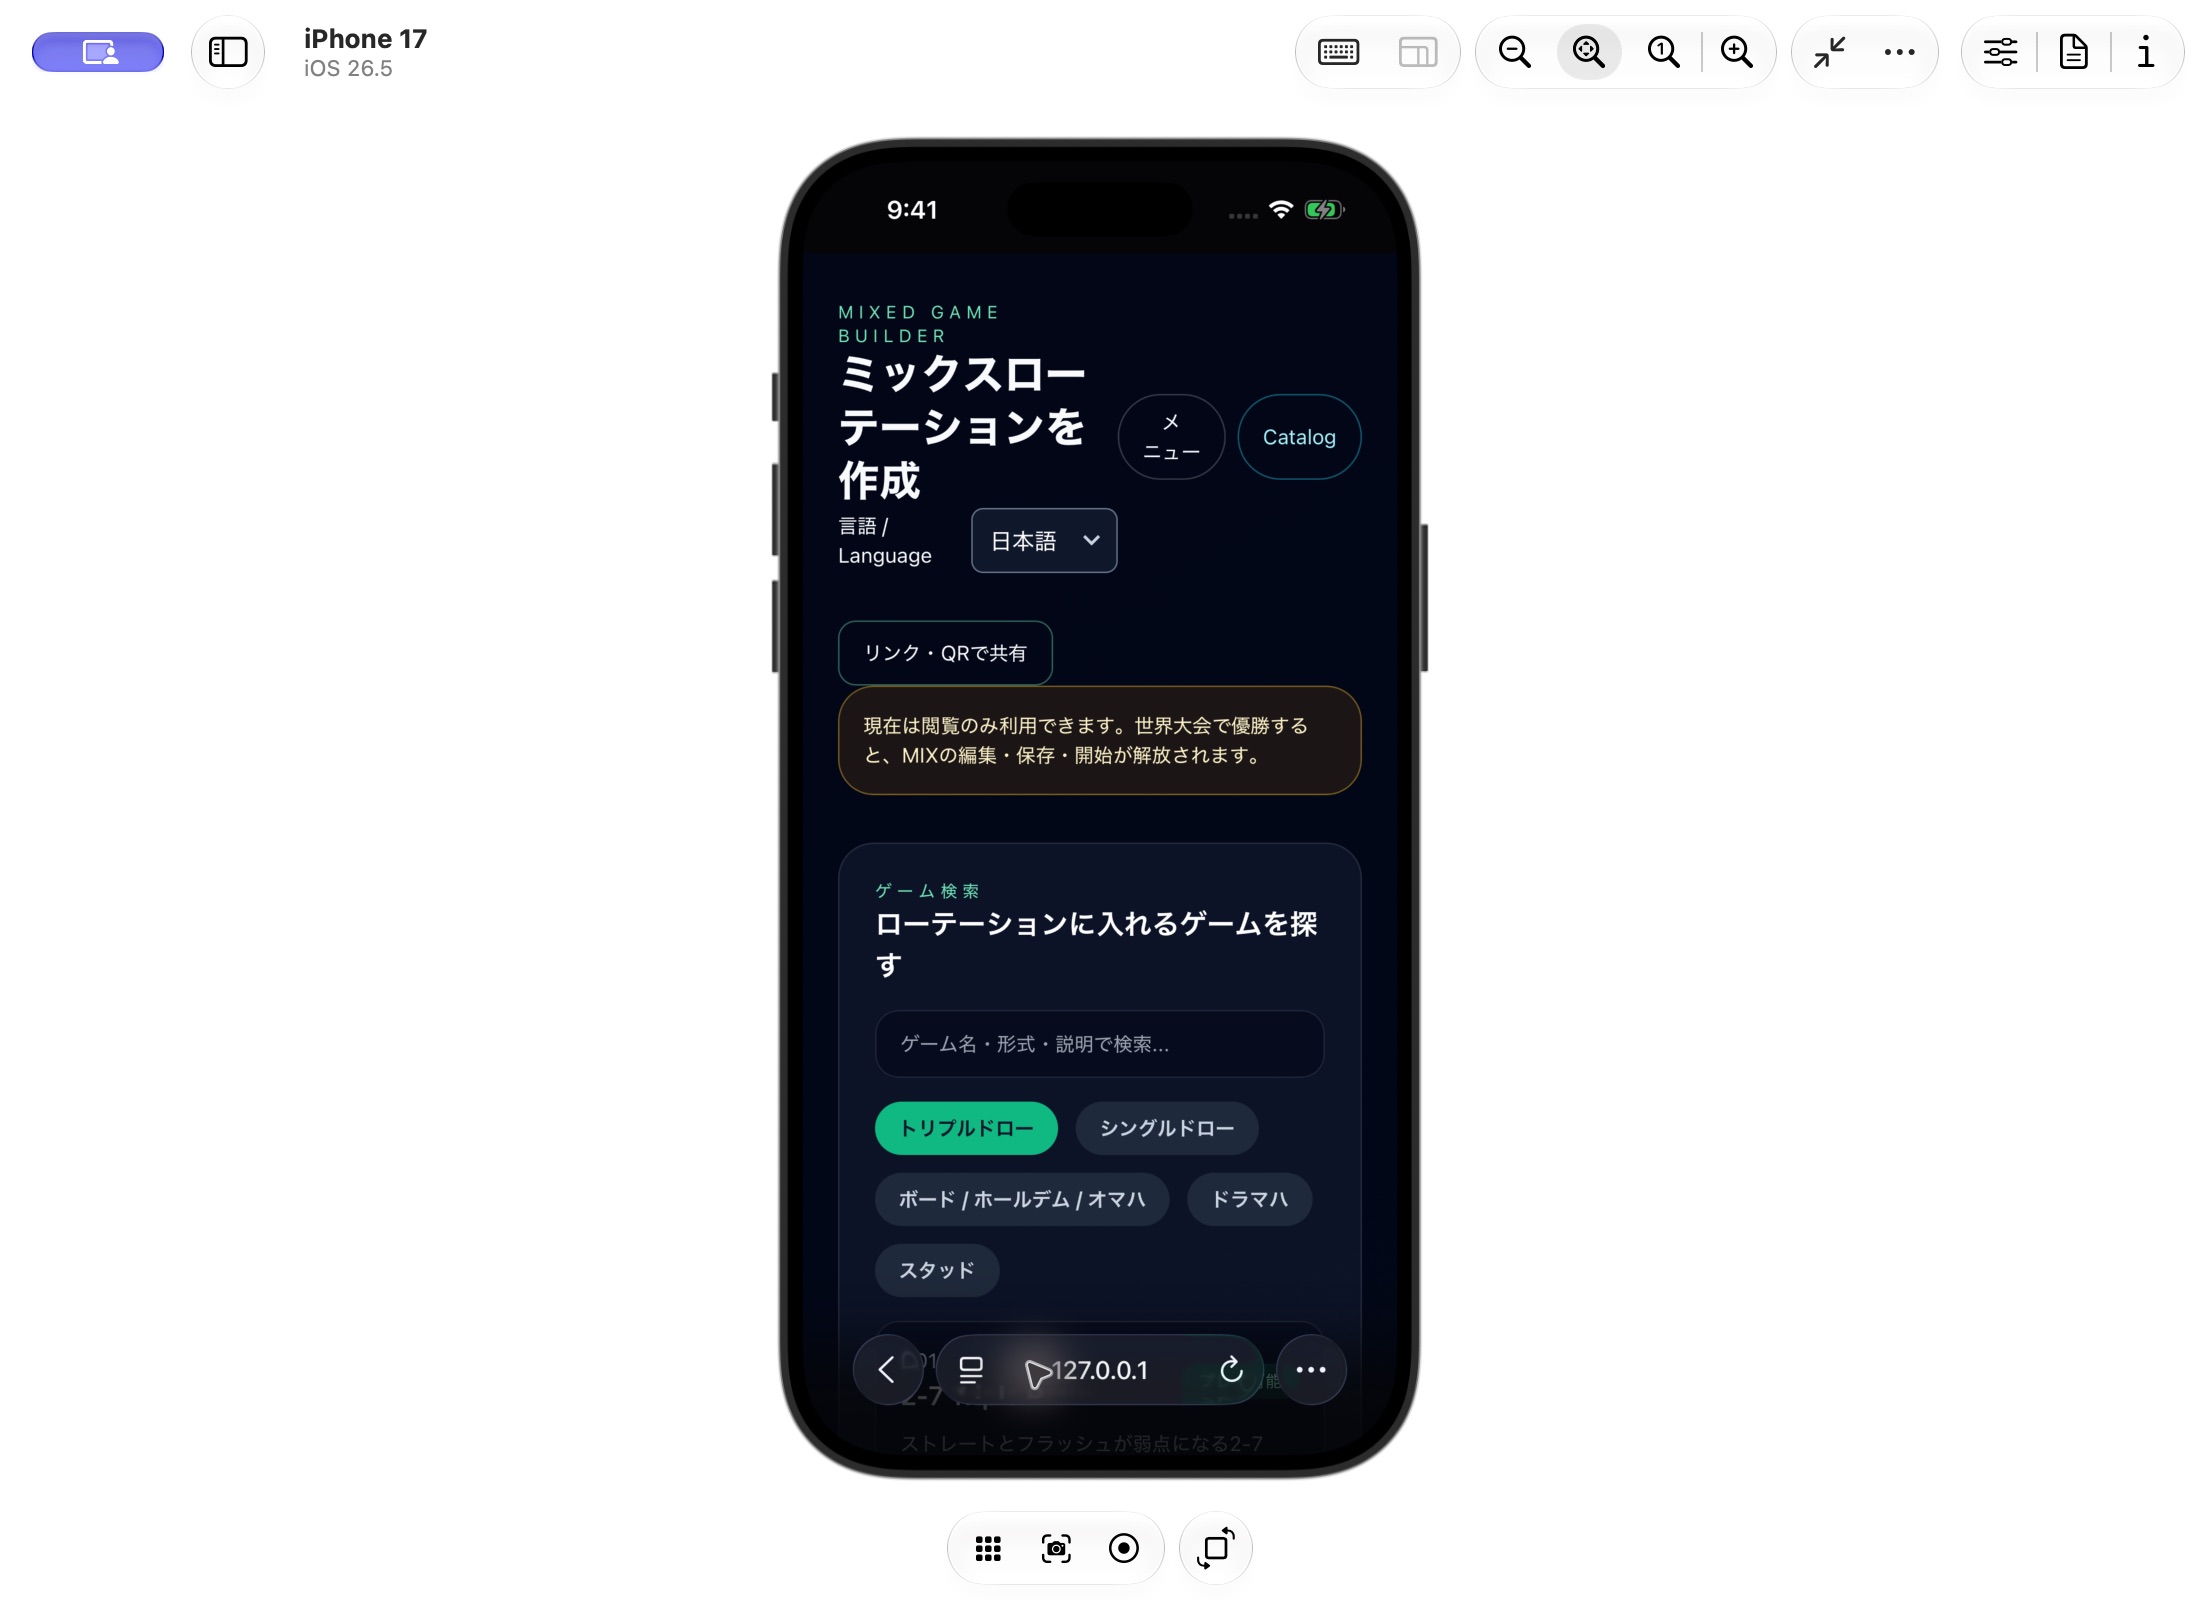 iPhone 17
iOS 26.5
9:41
MIXED GAME
BUILDER
ミックスロー
テーションを
作成
メ
ニュー
Catalog
言語 /
Language
日本語
リンク・QRで共有
現在は閲覧のみ利用できます。世界大会で優勝する
と、MIXの編集・保存・開始が解放されます。
ゲーム検索
ローテーションに入れるゲームを探
す
ゲーム名・形式・説明で検索...
トリプルドロー
シングルドロー
ボード / ホールデム / オマハ
ドラマハ
スタッド
127.0.0.1
2-7
ストレートとフラッシュが弱点になる2-7